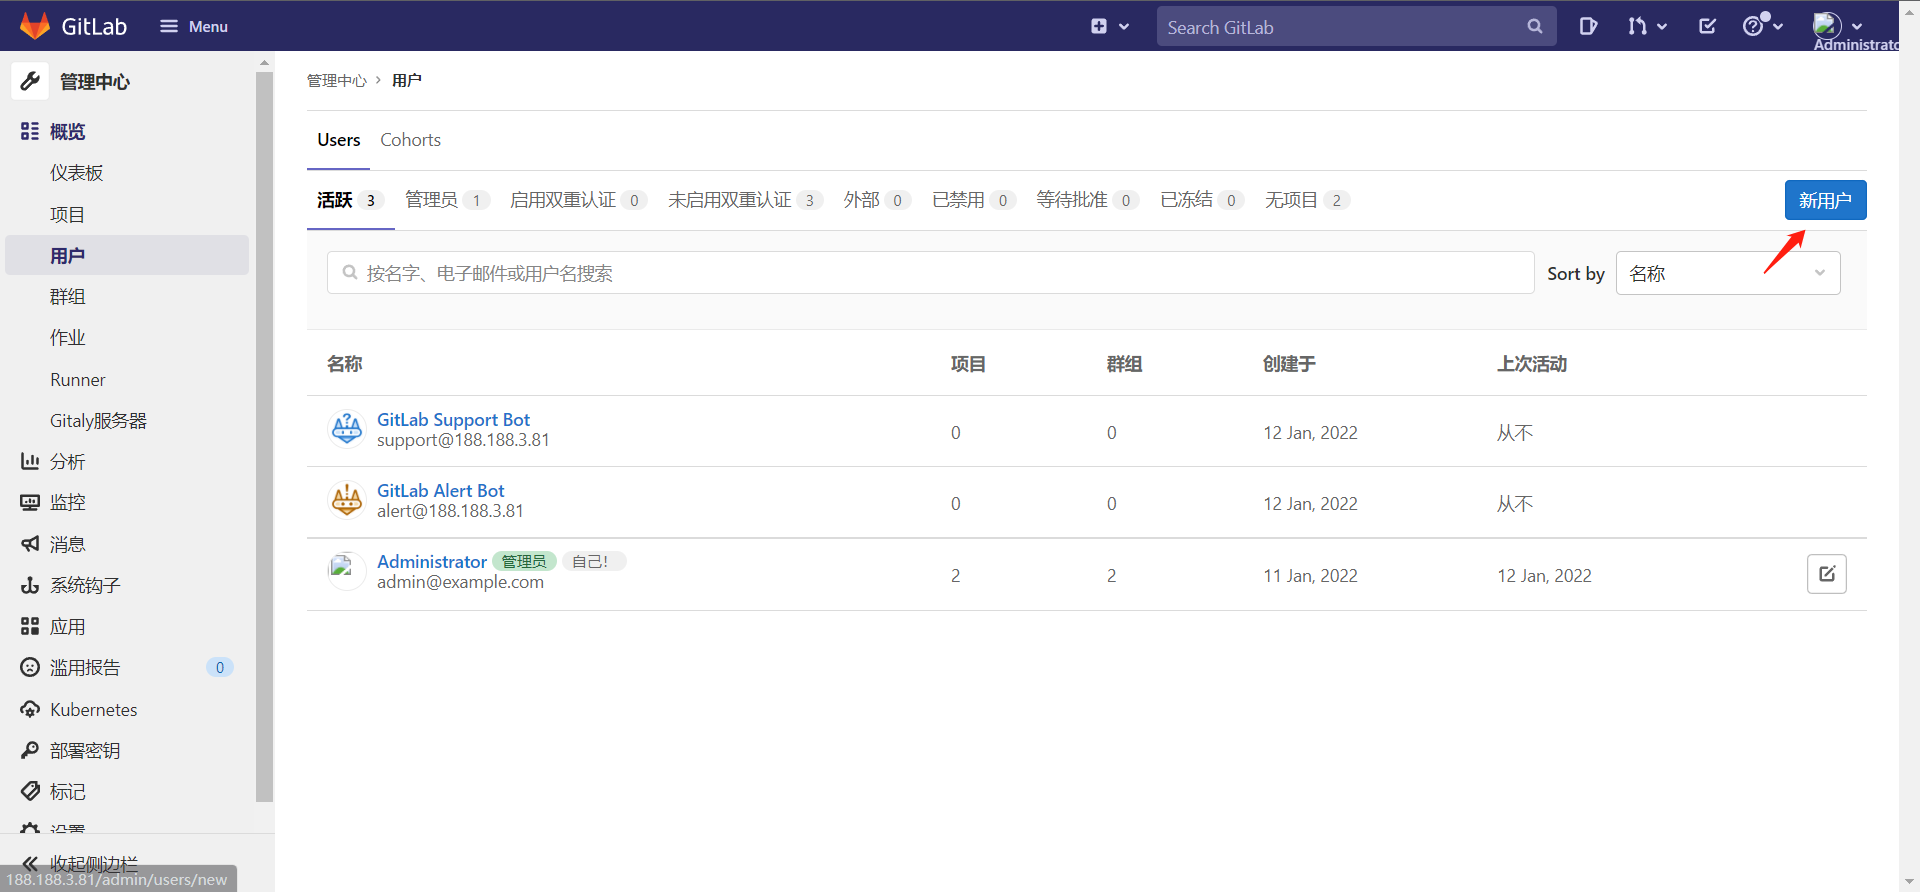 GitLab
Menu
Search GitLab
Administrato
管理中心
概览
仪表板
项目
用户
群组
作业
Runner
Gitaly服务器
分析
监控
消息
系统钩子
应用
滥用报告 0
Kubernetes
部署密钥
标记
设置
收起侧边栏
188.188.3.81/admin/users/new
管理中心 › 用户
Users Cohorts
活跃 3 管理员 1 启用双重认证 0 未启用双重认证 3 外部 0 已禁用 0 等待批准 0 已冻结 0 无项目 2 新用户
按名字、电子邮件或用户名搜索 Sort by 名称
名称 项目 群组 创建于 上次活动
GitLab Support Bot
support@188.188.3.81 0 0 12 Jan, 2022 从不
GitLab Alert Bot
alert@188.188.3.81 0 0 12 Jan, 2022 从不
Administrator 管理员 自己!
admin@example.com 2 2 11 Jan, 2022 12 Jan, 2022